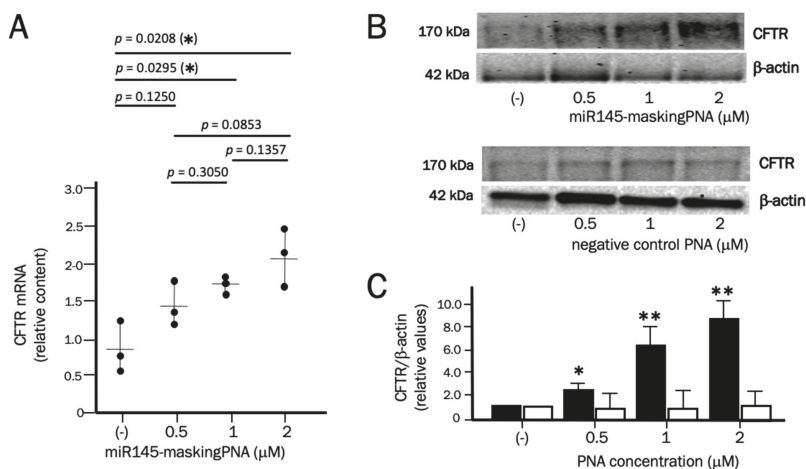 A
p = 0.0208 (*)
p = 0.0295 (*)
p = 0.1250
p = 0.0853
p = 0.1357
p = 0.3050
3.0
2.5
2.0
1.5
1.0
0.5
0
CFTR mRNA
(relative content)
(-) 0.5 1 2
miR145-maskingPNA (μM)
B
170 kDa CFTR
42 kDa β-actin
(-) 0.5 1 2
miR145-maskingPNA (μM)
170 kDa CFTR
42 kDa β-actin
(-) 0.5 1 2
negative control PNA (μM)
C
CFTR/β-actin
(relative values)
10.0
8.0
6.0
4.0
2.0
0
* ** **
(-) 0.5 1 2
PNA concentration (μM)